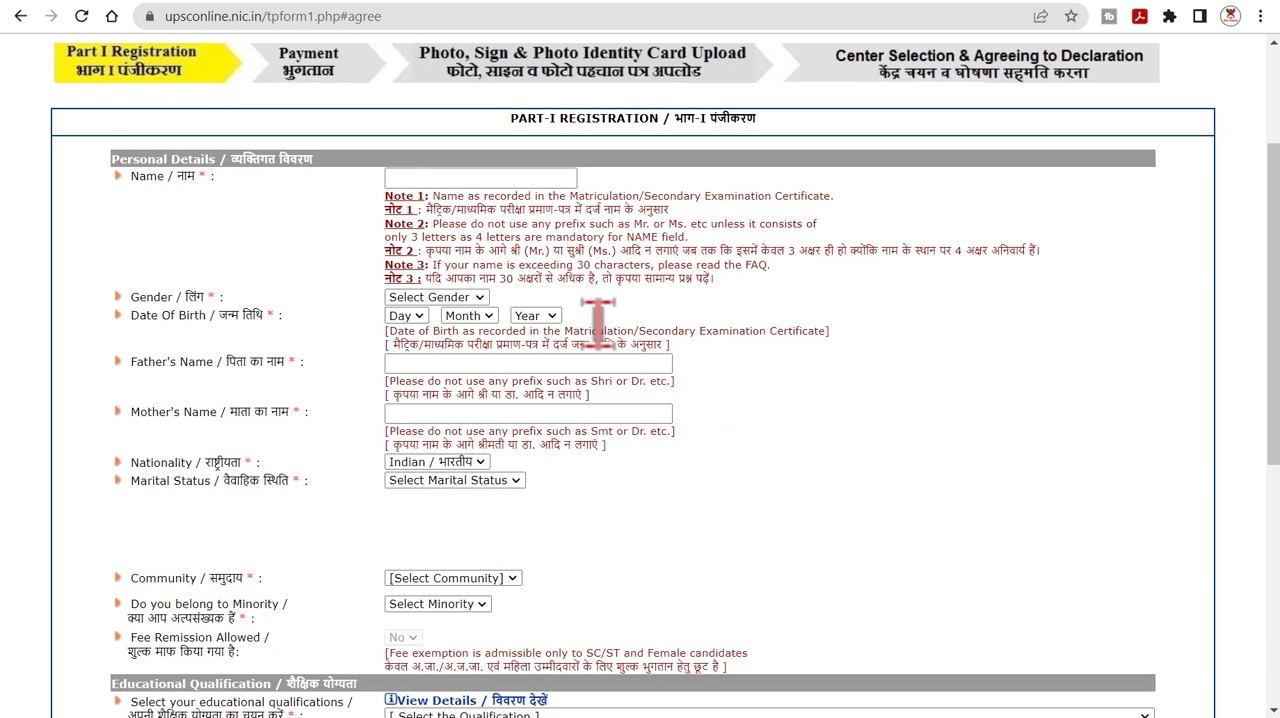 upsconline.nic.in/tpform1.php#agree
Part I Registration
भाग I पंजीकरण
Payment
भुगतान
Photo, Sign & Photo Identity Card Upload
फोटो, साइन व फोटो पहचान पत्र अपलोड
Center Selection & Agreeing to Declaration
केंद्र चयन व घोषणा सहमति करना
PART-I REGISTRATION / भाग-I पंजीकरण
Personal Details / व्यक्तिगत विवरण
Name / नाम * :
Note 1: Name as recorded in the Matriculation/Secondary Examination Certificate.
नोट 1 : मैट्रिक/माध्यमिक परीक्षा प्रमाण-पत्र में दर्ज नाम के अनुसार
Note 2: Please do not use any prefix such as Mr. or Ms. etc unless it consists of
only 3 letters as 4 letters are mandatory for NAME field.
नोट 2 : कृपया नाम के आगे श्री (Mr.) या सुश्री (Ms.) आदि न लगाएं जब तक कि इसमें केवल 3 अक्षर ही हो क्योंकि नाम के स्थान पर 4 अक्षर अनिवार्य हैं।
Note 3: If your name is exceeding 30 characters, please read the FAQ.
नोट 3 : यदि आपका नाम 30 अक्षरों से अधिक है, तो कृपया सामान्य प्रश्न पढ़ें।
Gender / लिंग * : Select Gender
Date Of Birth / जन्म तिथि * : Day Month Year
[Date of Birth as recorded in the Matriculation/Secondary Examination Certificate]
[ मैट्रिक/माध्यमिक परीक्षा प्रमाण-पत्र में दर्ज के अनुसार ]
Father's Name / पिता का नाम * :
[Please do not use any prefix such as Shri or Dr. etc.]
[ कृपया नाम के आगे श्री या डा. आदि न लगाएं ]
Mother's Name / माता का नाम * :
[Please do not use any prefix such as Smt or Dr. etc.]
[ कृपया नाम के आगे श्रीमती या डा. आदि न लगाएं ]
Nationality / राष्ट्रीयता * : Indian / भारतीय
Marital Status / वैवाहिक स्थिति * : Select Marital Status
Community / समुदाय * : [Select Community]
Do you belong to Minority / Select Minority
क्या आप अल्पसंख्यक हैं * :
Fee Remission Allowed / No
शुल्क माफ किया गया है:
[Fee exemption is admissible only to SC/ST and Female candidates
केवल अ.जा./अ.ज.जा. एवं महिला उम्मीदवारों के लिए शुल्क भुगतान हेतु छूट है ]
Educational Qualification / शैक्षिक योग्यता
Select your educational qualifications / View Details / विवरण देखें
अपनी शैक्षिक योग्यता का चयन करें * : [ Select the Qualification ]